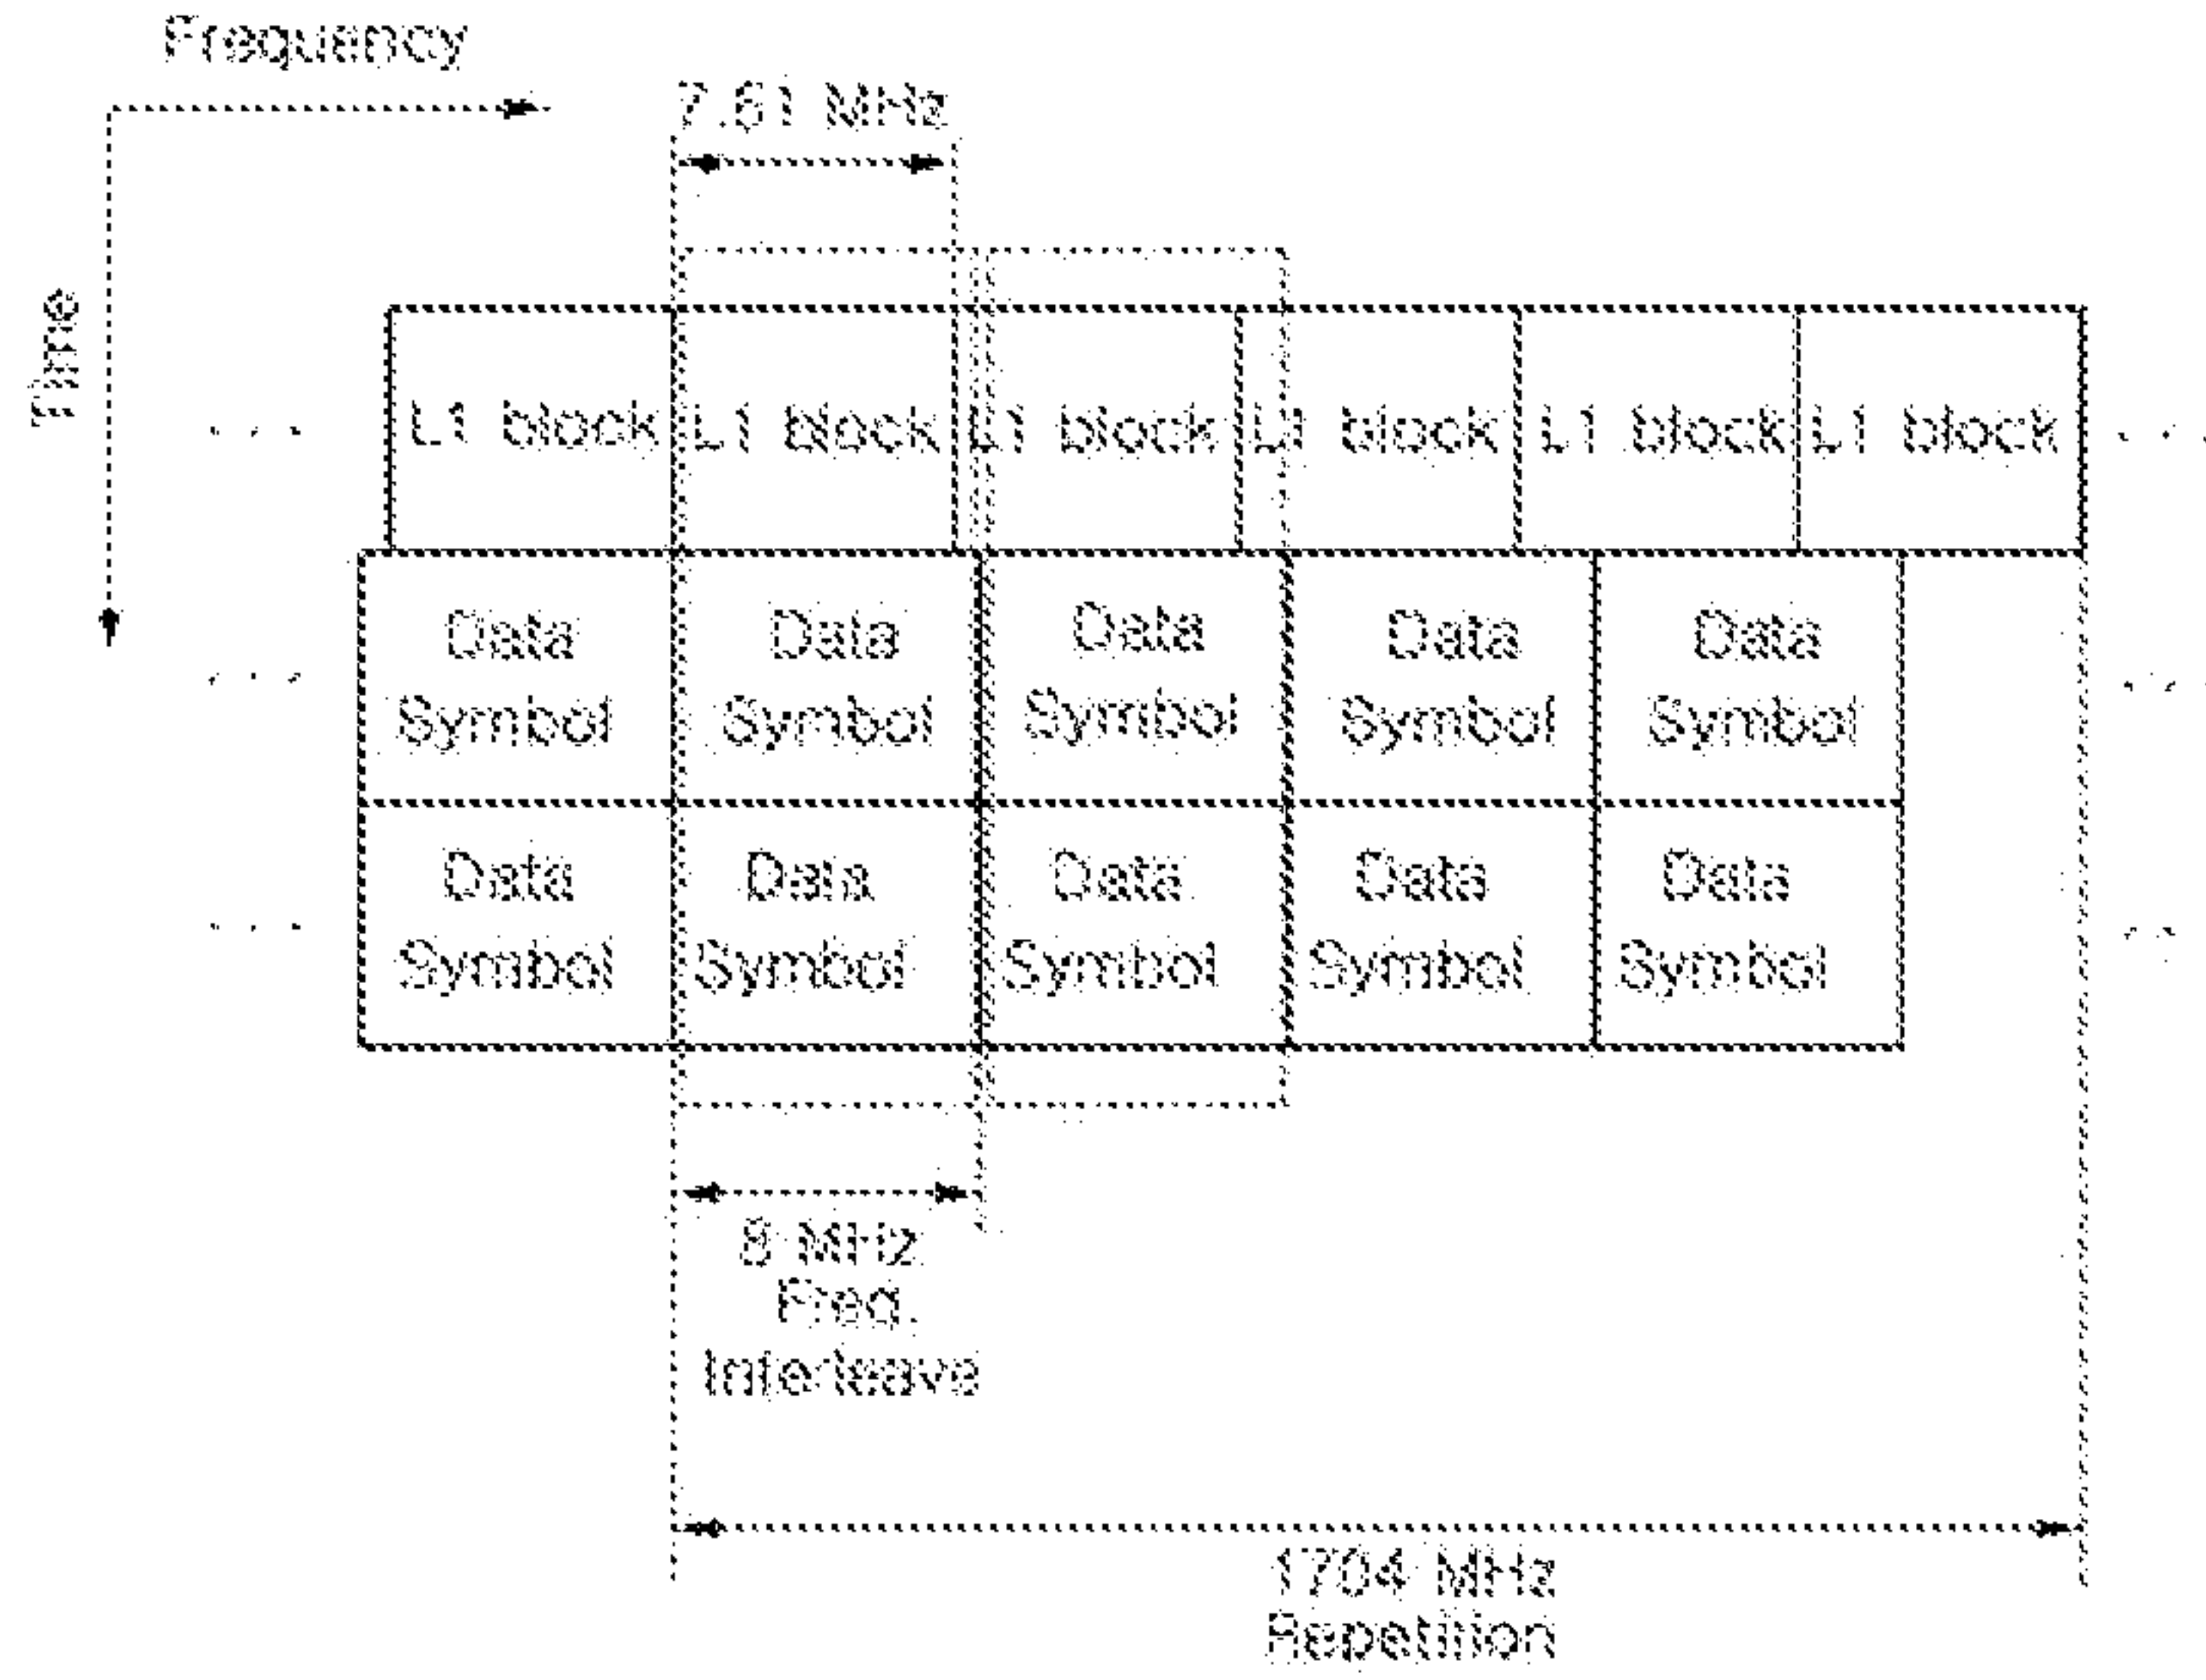 Frequency
7.61 MHz
Time
... L1 block L1 block L1 block L1 block L1 block L1 block ...
Data Data Data Data Data
... Symbol Symbol Symbol Symbol Symbol ...
Data Data Data Data Data
... Symbol Symbol Symbol Symbol Symbol ...
8 MHz
Freq.
Interleave
1704 MHz
Repetition